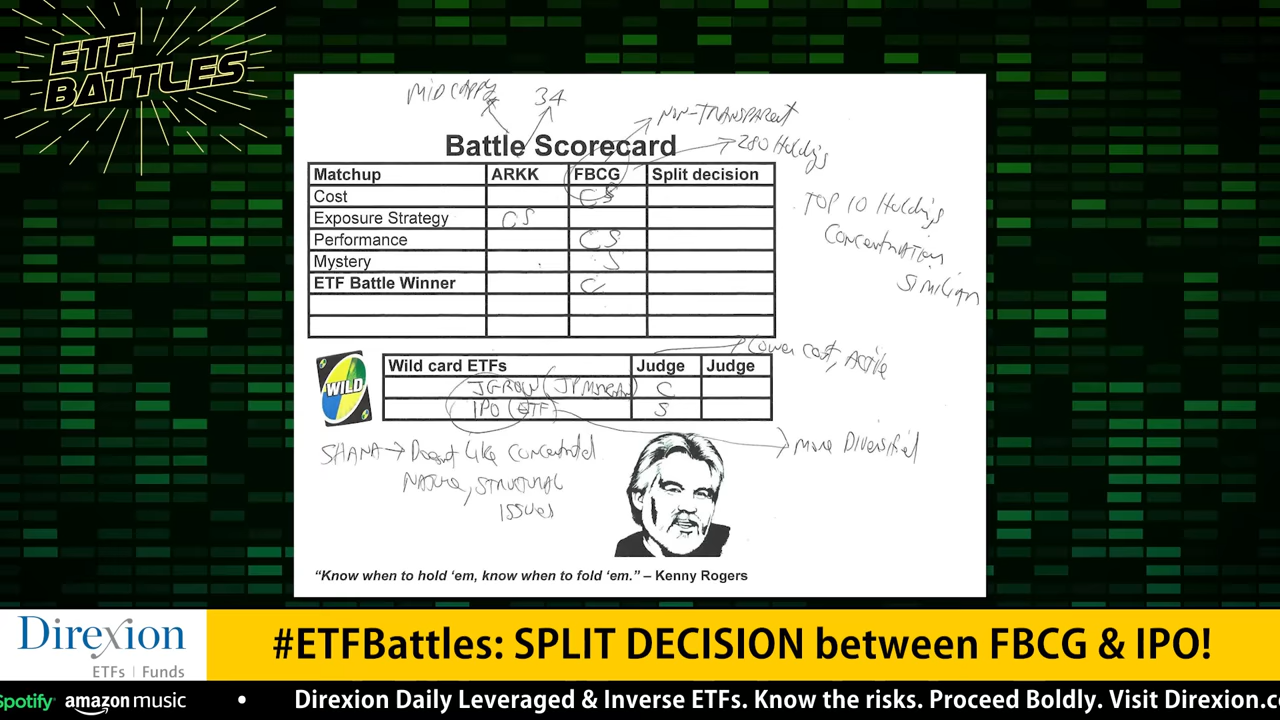 ETF
BATTLES
MID CAPPY
34
NON-TRANSPARENT
280 Holdings
Battle Scorecard
Matchup ARKK FBCG Split decision
Cost CS
Exposure Strategy CS
Performance CS
Mystery S
ETF Battle Winner C
TOP 10 Holdings
Concentration
Similar
Lower cost, Active
WILD
Wild card ETFs Judge Judge
JGROW (JP MORGAN) C
IPO (ETF) S
More Diversified
SHANA → Doesn't like concentrated
Nature, structural
issues
“Know when to hold ‘em, know when to fold ‘em.” – Kenny Rogers
Direxion
ETFs | Funds
#ETFBattles: SPLIT DECISION between FBCG & IPO!
Spotify amazon music • Direxion Daily Leveraged & Inverse ETFs. Know the risks. Proceed Boldly. Visit Direxion.c